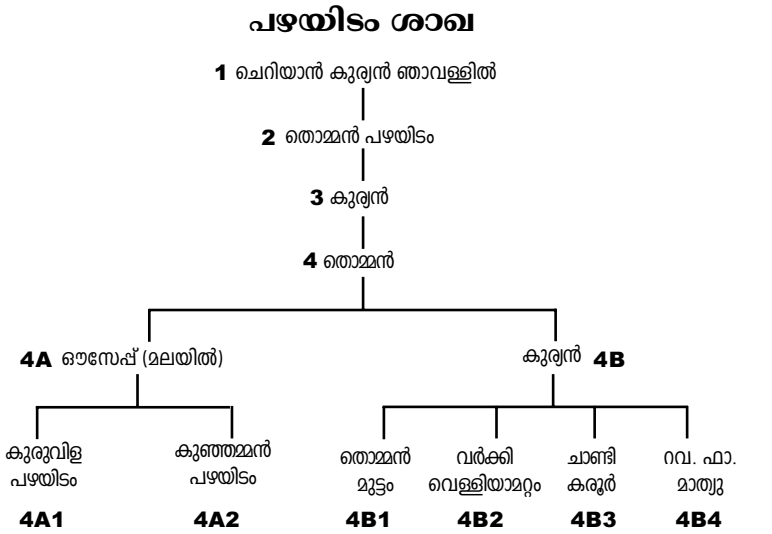 പഴയിടം ശാഖ
1 ചെറിയാൻ കുര്യൻ ഞാവള്ളിൽ
2 തൊമ്മൻ പഴയിടം
3 കുര്യൻ
4 തൊമ്മൻ
4A ഔസേപ്പ് (മലയിൽ)
കുര്യൻ 4B
കുരുവിള
പഴയിടം
4A1
കുഞ്ഞമ്മൻ
പഴയിടം
4A2
തൊമ്മൻ
മുട്ടം
4B1
വർക്കി
വെള്ളിയാമറ്റം
4B2
ചാണ്ടി
കരൂർ
4B3
റവ. ഫാ.
മാത്യു
4B4